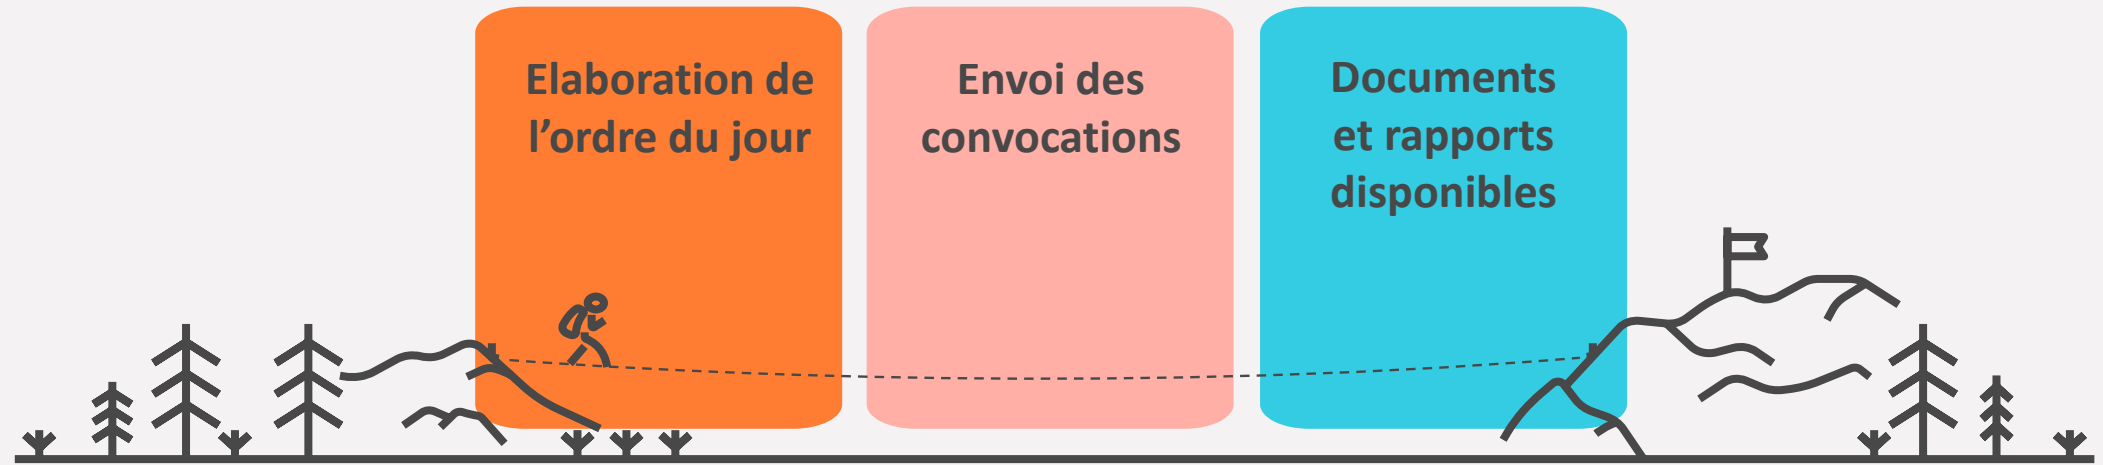 Elaboration de
l’ordre du jour
Envoi des
convocations
Documents
et rapports
disponibles